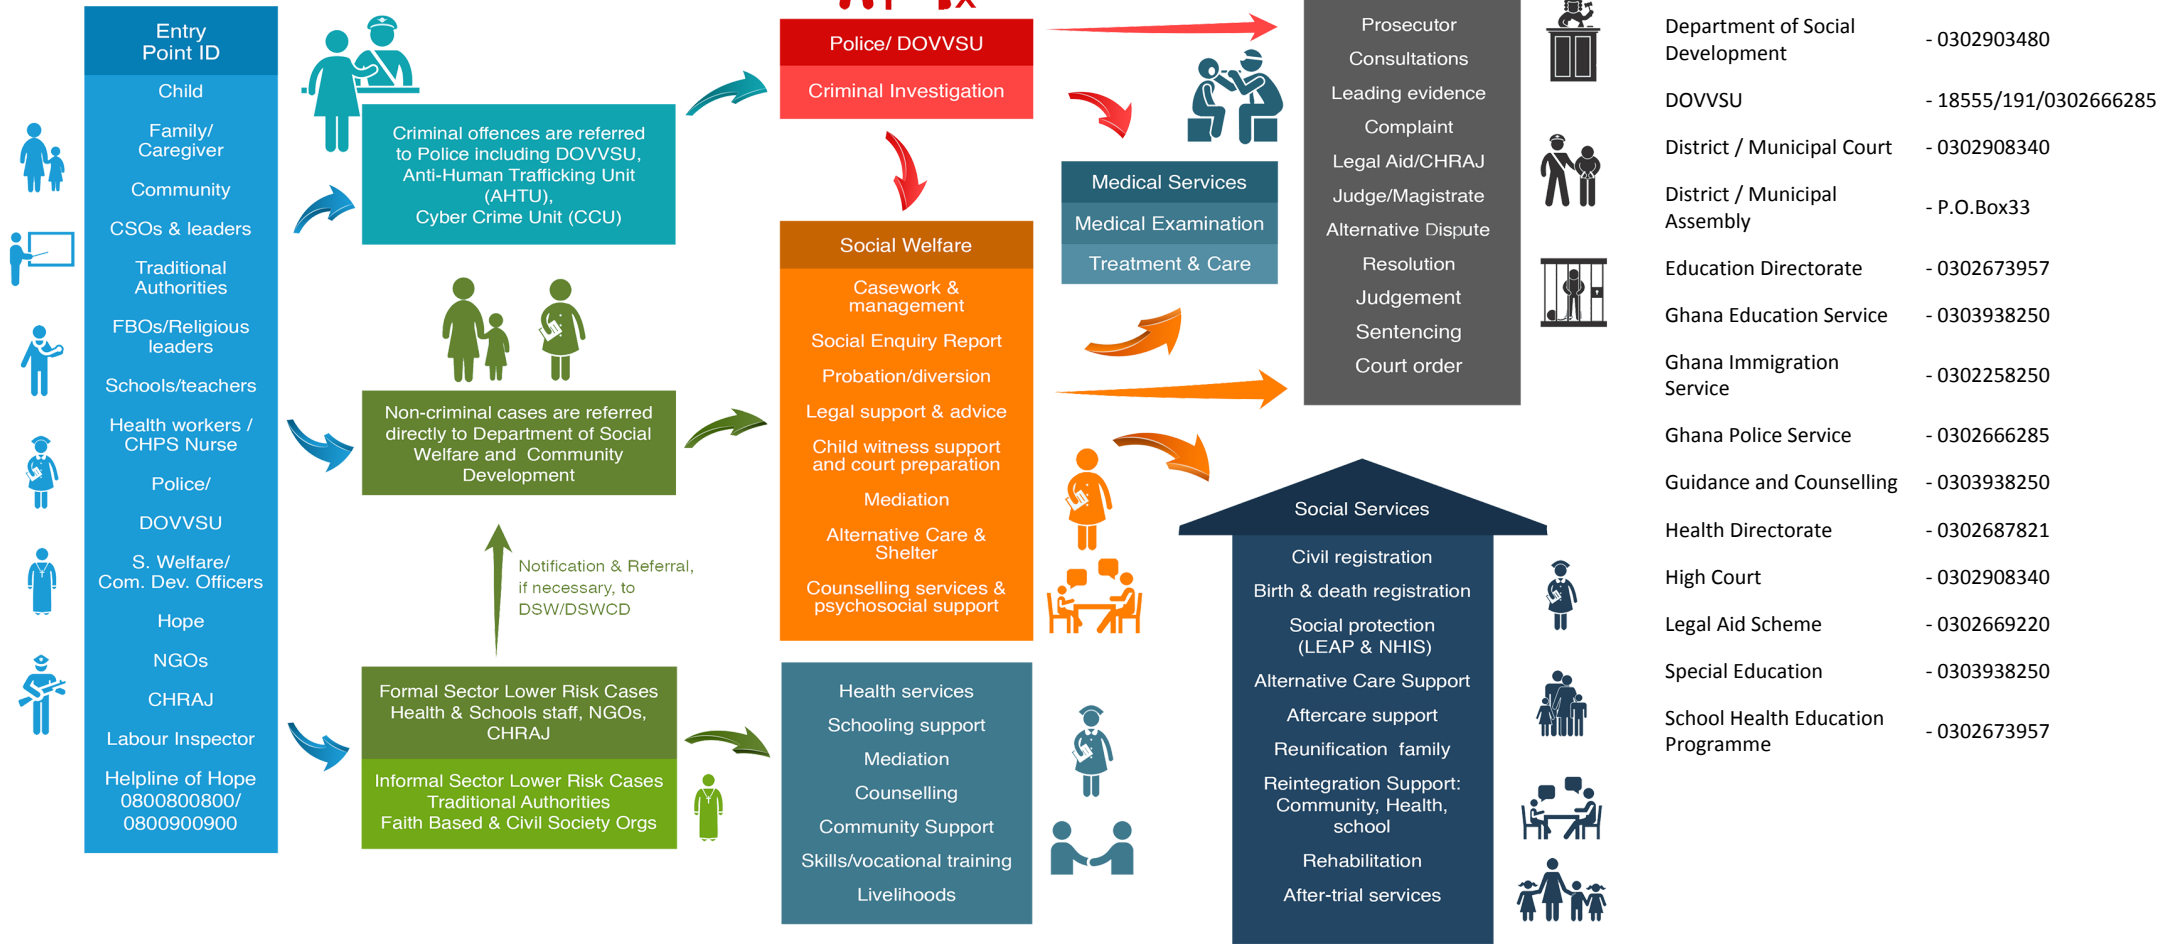 Entry
Point ID
Child
Family/
Caregiver
Community
CSOs & leaders
Traditional
Authorities
FBOs/Religious
leaders
Schools/teachers
Health workers /
CHPS Nurse
Police/
DOVVSU
S. Welfare/
Com. Dev. Officers
Hope
NGOs
CHRAJ
Labour Inspector
Helpline of Hope
0800800800/
0800900900
Criminal offences are referred
to Police including DOVVSU,
Anti-Human Trafficking Unit
(AHTU),
Cyber Crime Unit (CCU)
Non-criminal cases are referred
directly to Department of Social
Welfare and Community
Development
Notification & Referral,
if necessary, to
DSW/DSWCD
Formal Sector Lower Risk Cases
Health & Schools staff, NGOs,
CHRAJ
Informal Sector Lower Risk Cases
Traditional Authorities
Faith Based & Civil Society Orgs
Police/ DOVVSU
Criminal Investigation
Social Welfare
Casework &
management
Social Enquiry Report
Probation/diversion
Legal support & advice
Child witness support
and court preparation
Mediation
Alternative Care &
Shelter
Counselling services &
psychosocial support
Health services
Schooling support
Mediation
Counselling
Community Support
Skills/vocational training
Livelihoods
Medical Services
Medical Examination
Treatment & Care
Prosecutor
Consultations
Leading evidence
Complaint
Legal Aid/CHRAJ
Judge/Magistrate
Alternative Dispute
Resolution
Judgement
Sentencing
Court order
Social Services
Civil registration
Birth & death registration
Social protection
(LEAP & NHIS)
Alternative Care Support
Aftercare support
Reunification family
Reintegration Support:
Community, Health,
school
Rehabilitation
After-trial services
Department of Social
Development - 0302903480
DOVVSU - 18555/191/0302666285
District / Municipal Court - 0302908340
District / Municipal
Assembly - P.O.Box33
Education Directorate - 0302673957
Ghana Education Service - 0303938250
Ghana Immigration
Service - 0302258250
Ghana Police Service - 0302666285
Guidance and Counselling - 0303938250
Health Directorate - 0302687821
High Court - 0302908340
Legal Aid Scheme - 0302669220
Special Education - 0303938250
School Health Education
Programme - 0302673957